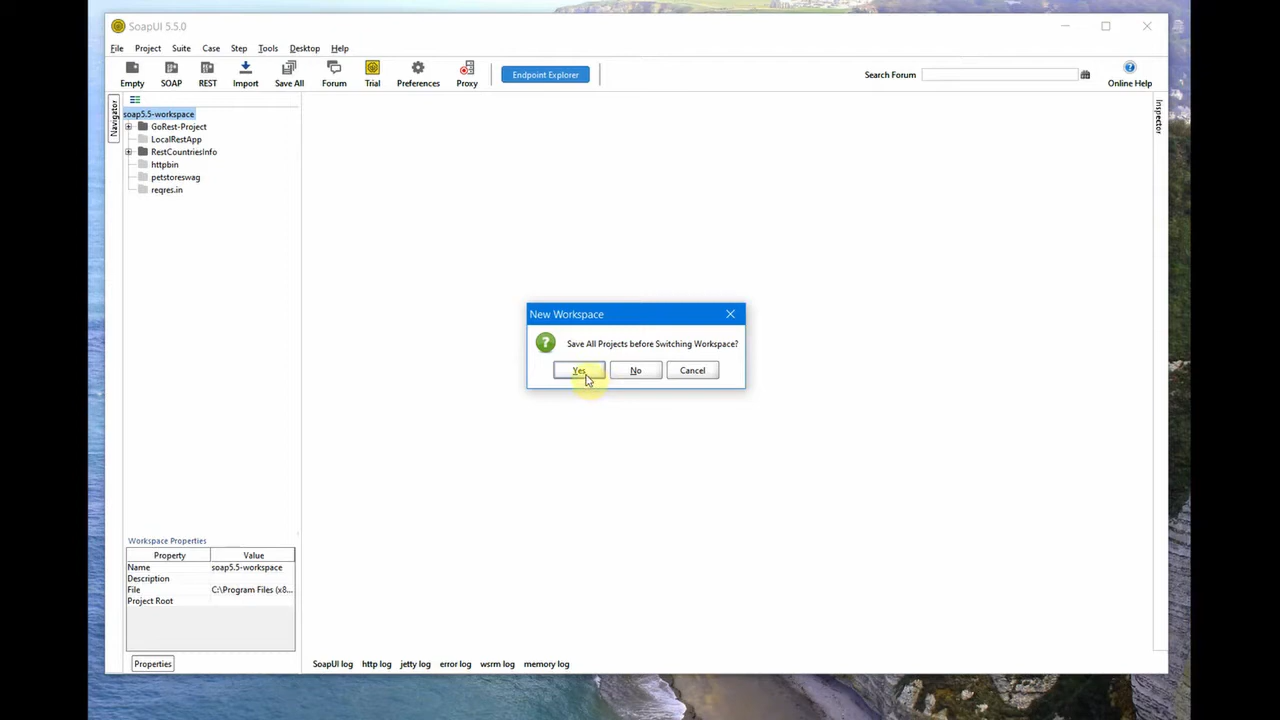 SoapUI 5.5.0
File Project Suite Case Step Tools Desktop Help
Empty SOAP REST Import Save All Forum Trial Preferences Proxy Endpoint Explorer Search Forum Online Help
Navigator
Inspector
soap5.5-workspace
GoRest-Project
LocalRestApp
RestCountriesInfo
httpbin
petstoreswag
reqres.in
New Workspace
Save All Projects before Switching Workspace?
Yes No Cancel
Workspace Properties
Property Value
Name soap5.5-workspace
Description
File C:\Program Files (x8...
Project Root
Properties
SoapUI log http log jetty log error log wsrm log memory log